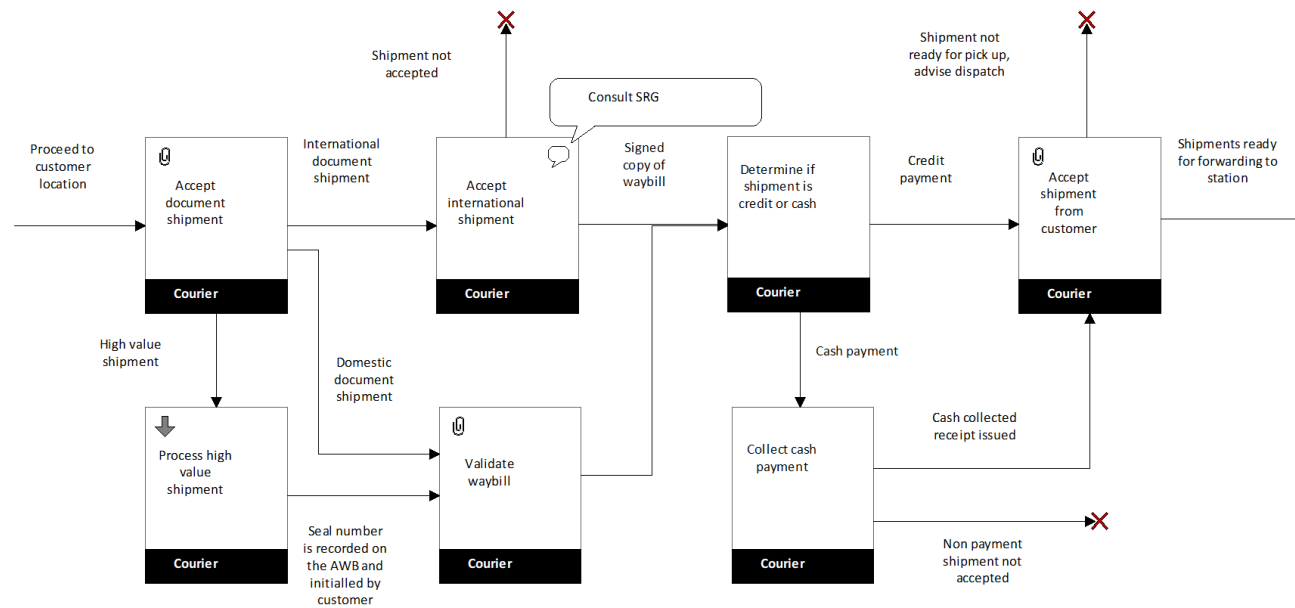 Shipment not
accepted
Shipment not
ready for pick up,
advise dispatch
Consult SRG
Proceed to
customer
location
International
document
shipment
Signed
copy of
waybill
Credit
payment
Shipments ready
for forwarding to
station
Accept
document
shipment
Courier
Accept
international
shipment
Courier
Determine if
shipment is
credit or cash
Courier
Accept
shipment
from
customer
Courier
High value
shipment
Domestic
document
shipment
Cash payment
Cash collected
receipt issued
Process high
value
shipment
Courier
Seal number
is recorded on
the AWB and
initialled by
customer
Validate
waybill
Courier
Collect cash
payment
Courier
Non payment
shipment not
accepted